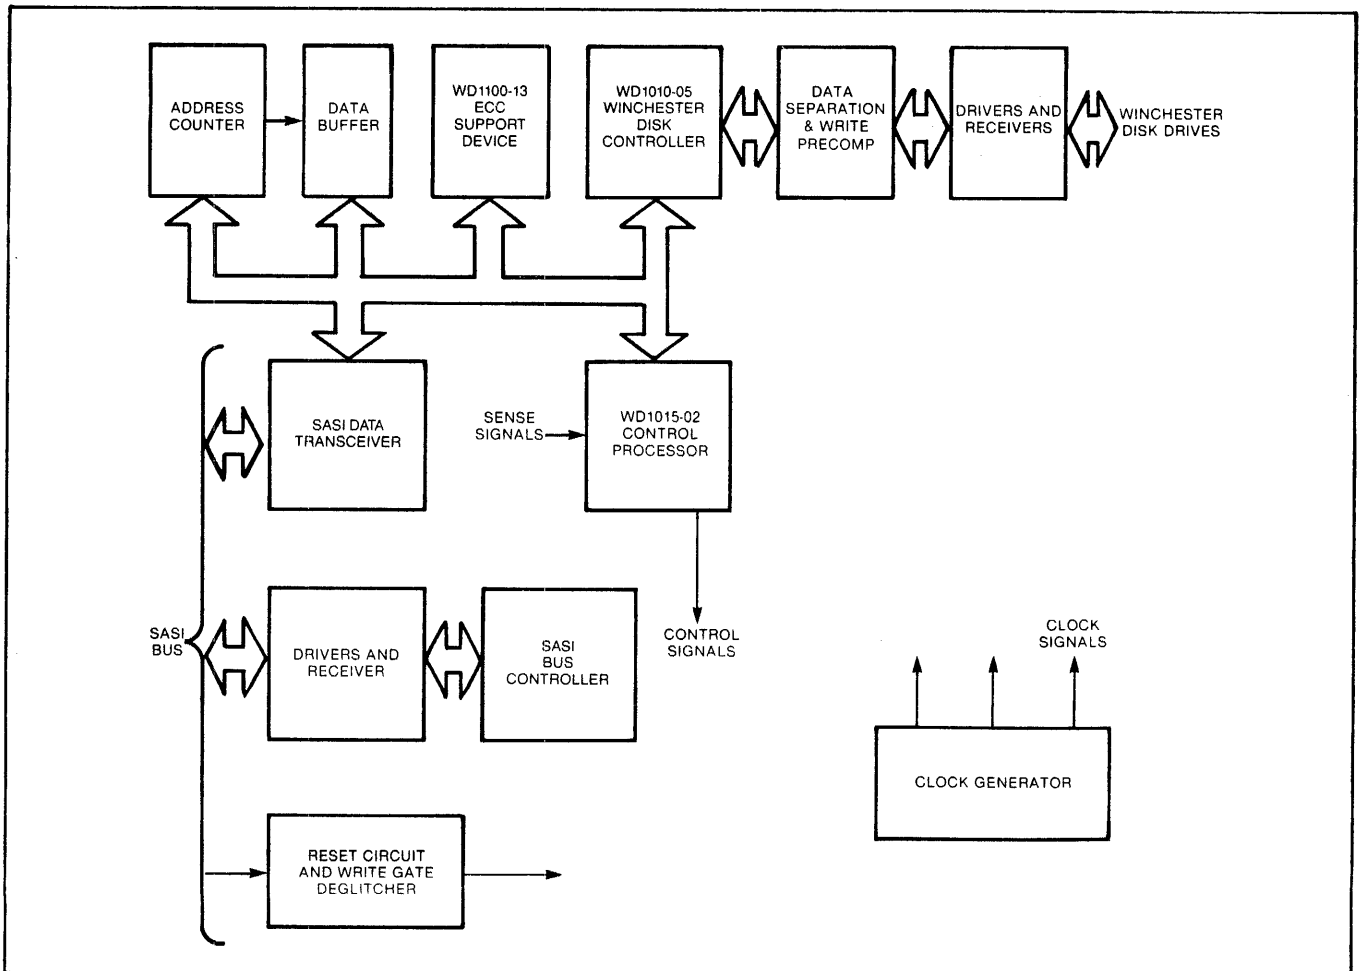 ADDRESS
COUNTER
DATA
BUFFER
WD1100-13
ECC
SUPPORT
DEVICE
WD1010-05
WINCHESTER
DISK
CONTROLLER
DATA
SEPARATION
& WRITE
PRECOMP
DRIVERS AND
RECEIVERS
WINCHESTER
DISK DRIVES
SASI DATA
TRANSCEIVER
SENSE
SIGNALS
WD1015-02
CONTROL
PROCESSOR
SASI
BUS
DRIVERS AND
RECEIVER
SASI
BUS
CONTROLLER
CONTROL
SIGNALS
CLOCK
SIGNALS
CLOCK GENERATOR
RESET CIRCUIT
AND WRITE GATE
DEGLITCHER